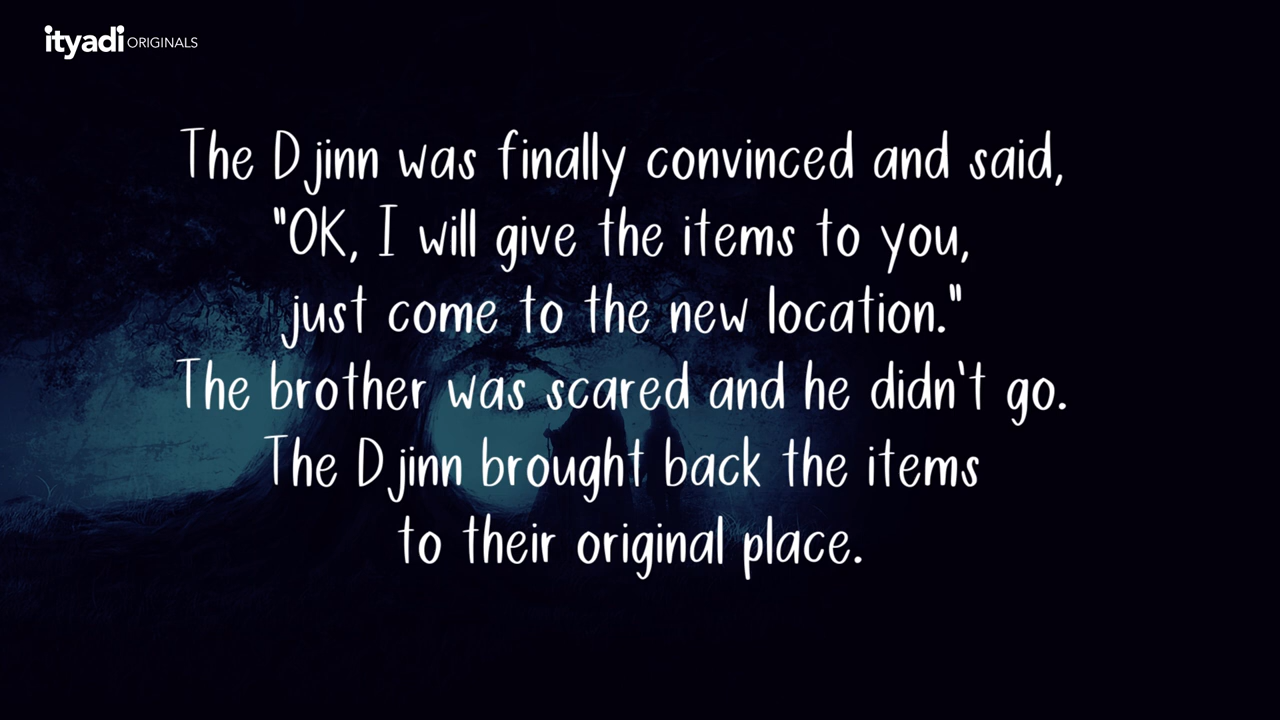 ityadi ORIGINALS
The Djinn was finally convinced and said,
"OK, I will give the items to you,
just come to the new location."
The brother was scared and he didn't go.
The Djinn brought back the items
to their original place.